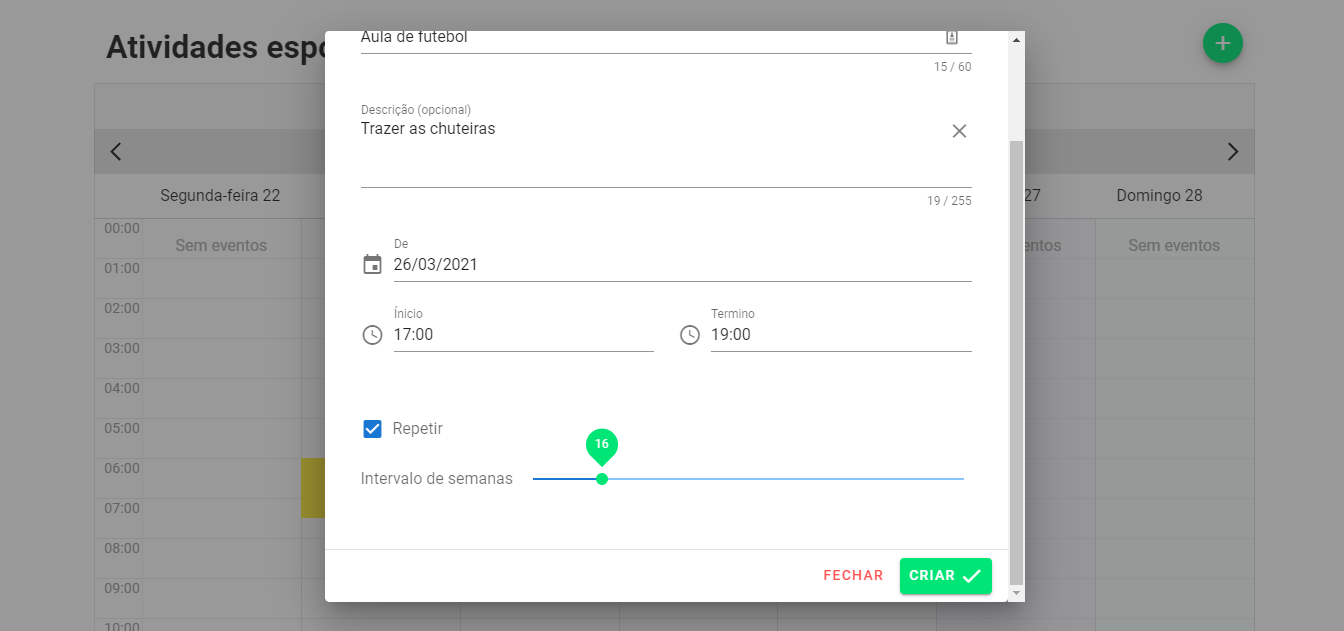 Atividades espo
+
Aula de futebol
15 / 60
Descrição (opcional)
Trazer as chuteiras
19 / 255
Segunda-feira 22
27
Domingo 28
00:00
Sem eventos
entos
Sem eventos
De
26/03/2021
01:00
02:00
Ínicio
Termino
17:00
19:00
03:00
04:00
05:00
Repetir
16
06:00
Intervalo de semanas
07:00
08:00
FECHAR
CRIAR
09:00
10:00